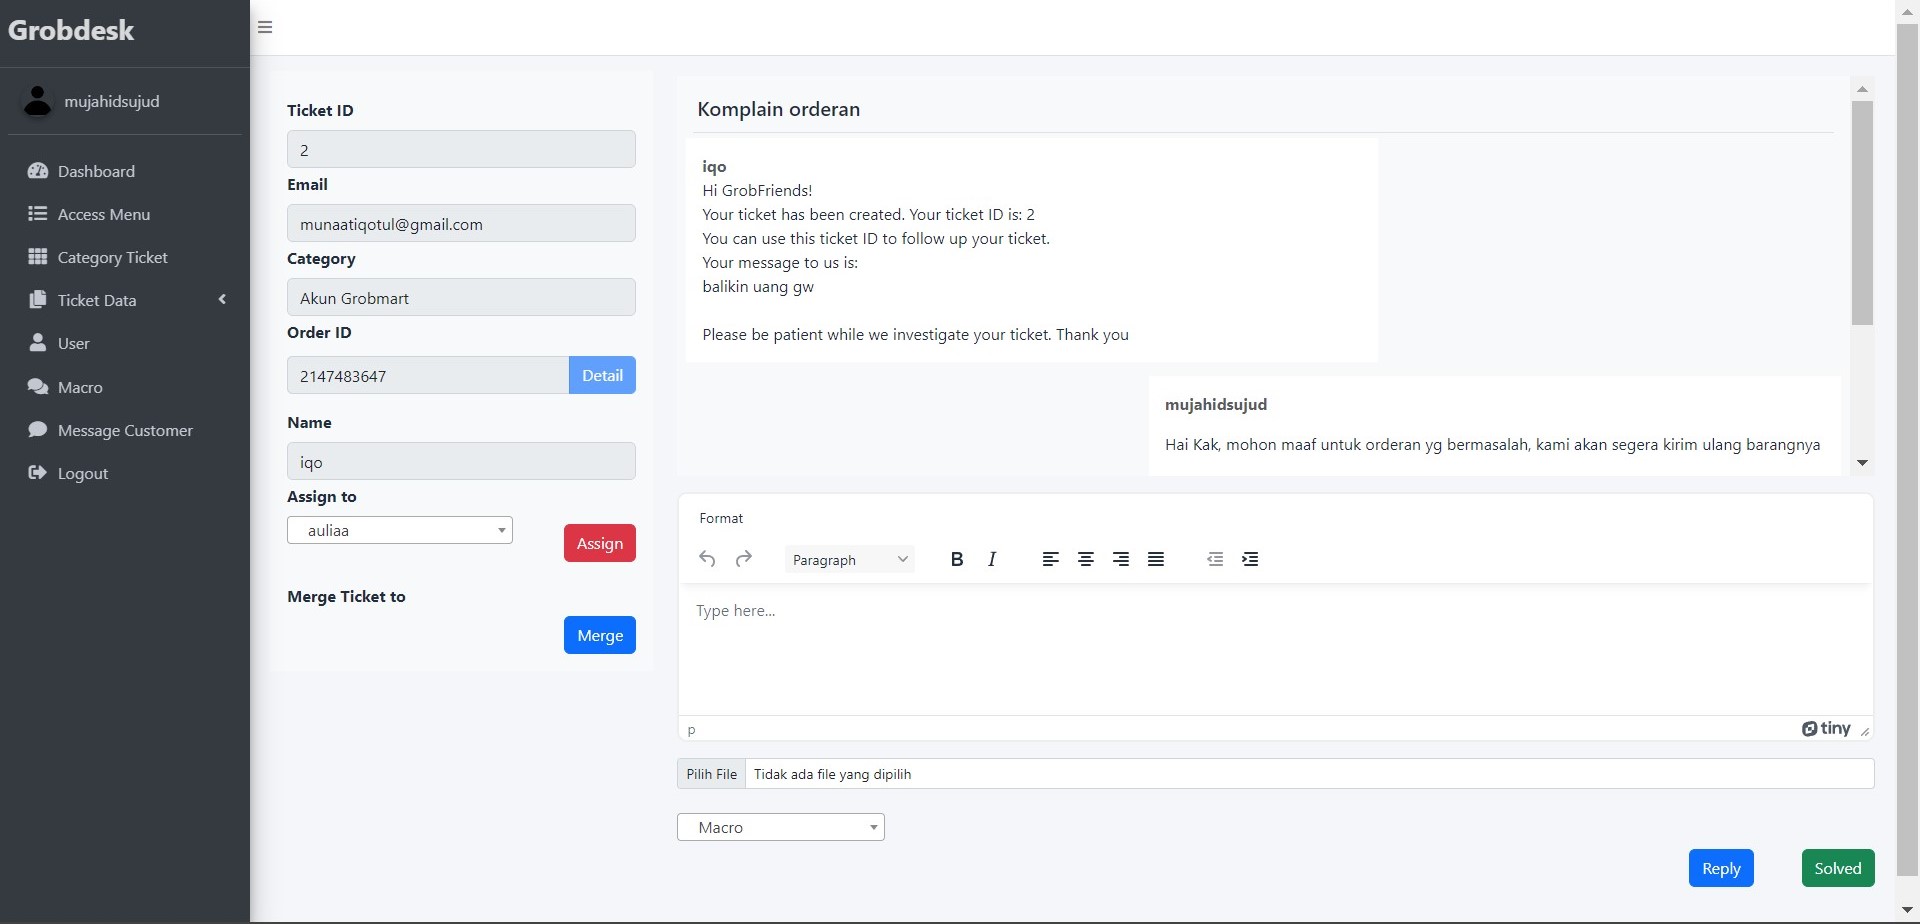 Grobdesk
mujahidsujud
Dashboard
Access Menu
Category Ticket
Ticket Data
User
Macro
Message Customer
Logout
Ticket ID
2
Email
munaatiqotul@gmail.com
Category
Akun Grobmart
Order ID
2147483647 Detail
Name
iqo
Assign to
auliaa
Assign
Merge Ticket to
Merge
Komplain orderan
iqo
Hi GrobFriends!
Your ticket has been created. Your ticket ID is: 2
You can use this ticket ID to follow up your ticket.
Your message to us is:
balikin uang gw
Please be patient while we investigate your ticket. Thank you
mujahidsujud
Hai Kak, mohon maaf untuk orderan yg bermasalah, kami akan segera kirim ulang barangnya
Format
Paragraph B I
Type here...
p tiny
Pilih File Tidak ada file yang dipilih
Macro
Reply Solved